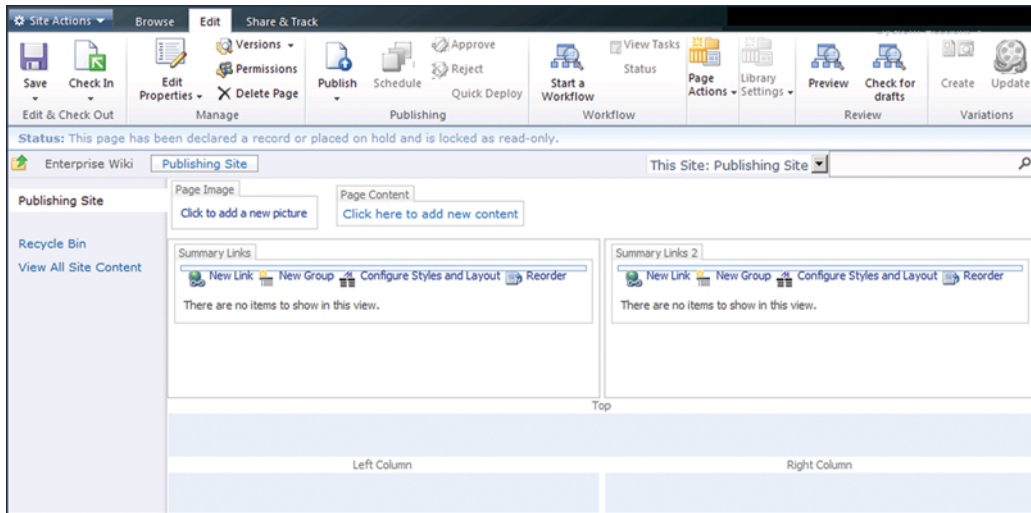 Site Actions Browse Edit Share & Track
Save
Check In
Edit Properties
Versions
Permissions
Delete Page
Publish
Schedule
Approve
Reject
Quick Deploy
Start a Workflow
View Tasks
Status
Page Actions
Library Settings
Preview
Check for drafts
Create
Update
Edit & Check Out Manage Publishing Workflow Review Variations
Status: This page has been declared a record or placed on hold and is locked as read-only.
Enterprise Wiki Publishing Site This Site: Publishing Site
Publishing Site
Recycle Bin
View All Site Content
Page Image
Click to add a new picture
Page Content
Click here to add new content
Summary Links
New Link New Group Configure Styles and Layout Reorder
There are no items to show in this view.
Summary Links 2
New Link New Group Configure Styles and Layout Reorder
There are no items to show in this view.
Top
Left Column Right Column